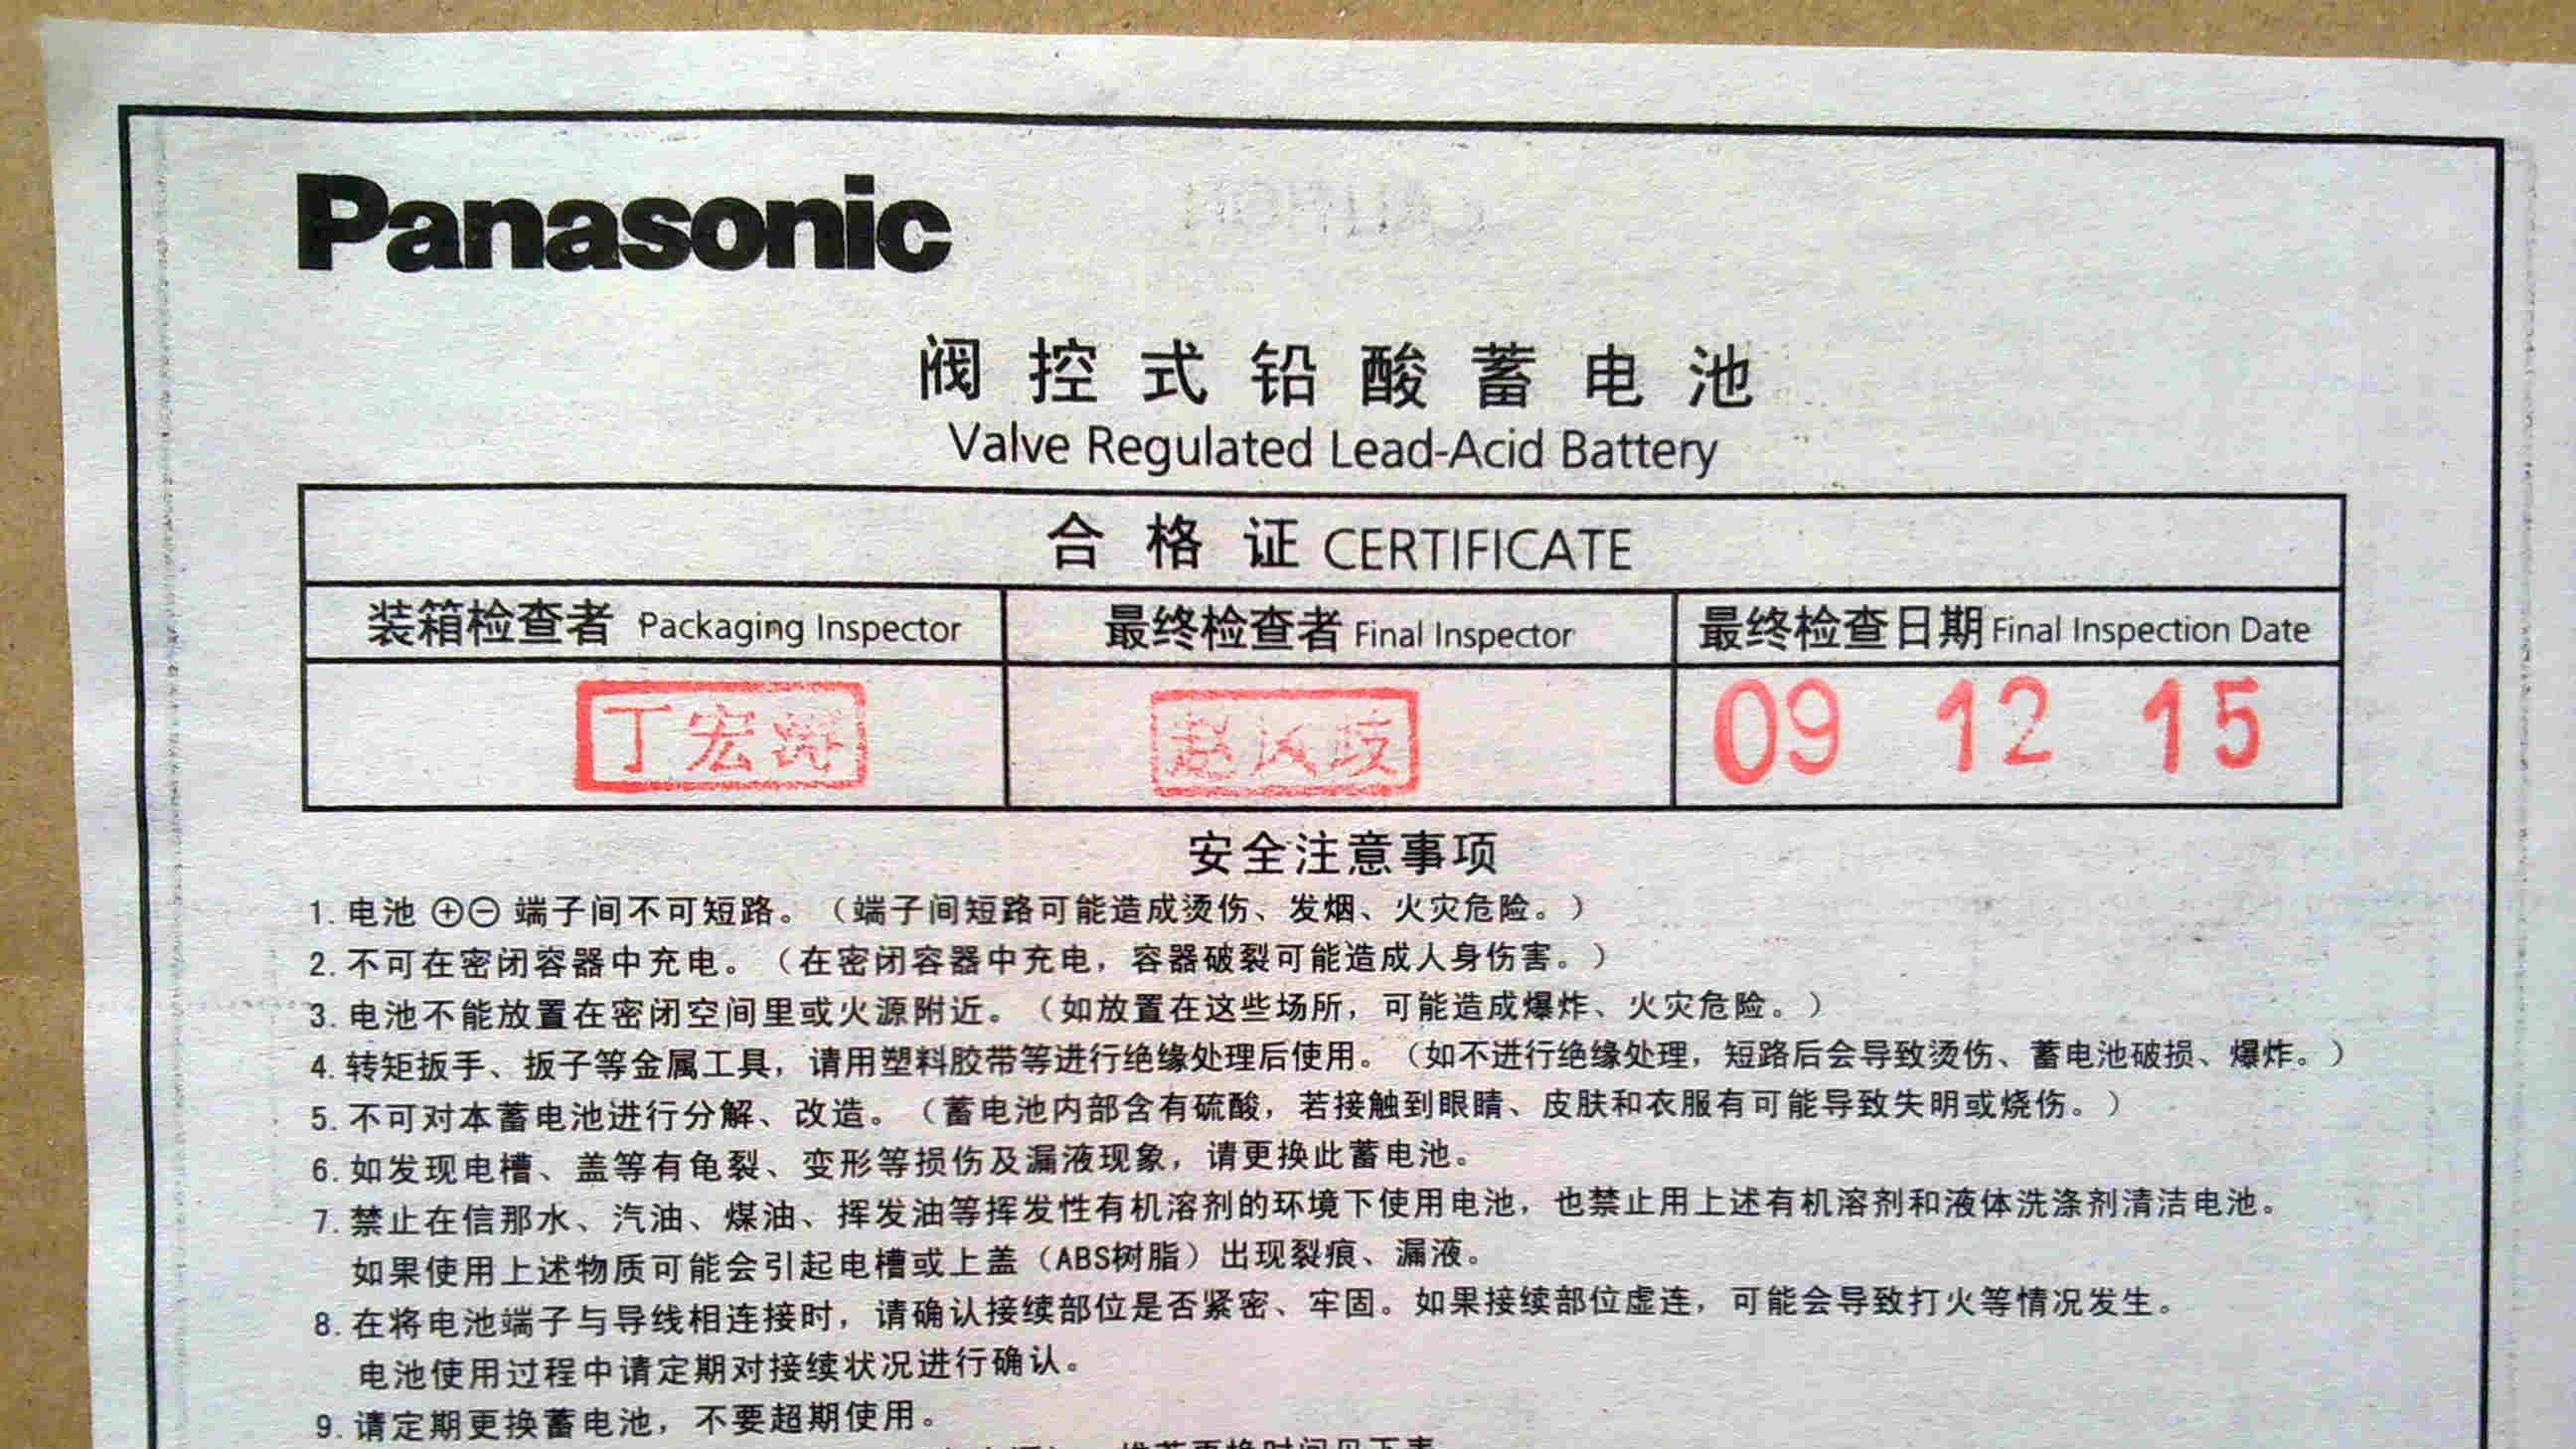 Panasonic
阀控式铅酸蓄电池
Valve Regulated Lead-Acid Battery
合格证 CERTIFICATE
装箱检查者 Packaging Inspector 最终检查者 Final Inspector 最终检查日期 Final Inspection Date
丁宏 赵 09 12 15
安全注意事项
1. 电池 ⊕⊖ 端子间不可短路。（端子间短路可能造成烫伤、发烟、火灾危险。）
2. 不可在密闭容器中充电。（在密闭容器中充电，容器破裂可能造成人身伤害。）
3. 电池不能放置在密闭空间里或火源附近。（如放置在这些场所，可能造成爆炸、火灾危险。）
4. 转矩扳手、扳子等金属工具，请用塑料胶带等进行绝缘处理后使用。（如不进行绝缘处理，短路后会导致烫伤、蓄电池破损、爆炸。）
5. 不可对本蓄电池进行分解、改造。（蓄电池内部含有硫酸，若接触到眼睛、皮肤和衣服有可能导致失明或烧伤。）
6. 如发现电槽、盖等有龟裂、变形等损伤及漏液现象，请更换此蓄电池。
7. 禁止在信那水、汽油、煤油、挥发油等挥发性有机溶剂的环境下使用电池，也禁止用上述有机溶剂和液体洗涤剂清洁电池。
如果使用上述物质可能会引起电槽或上盖（ABS树脂）出现裂痕、漏液。
8. 在将电池端子与导线相连接时，请确认接续部位是否紧密、牢固。如果接续部位虚连，可能会导致打火等情况发生。
电池使用过程中请定期对接续状况进行确认。
9. 请定期更换蓄电池，不要超期使用。